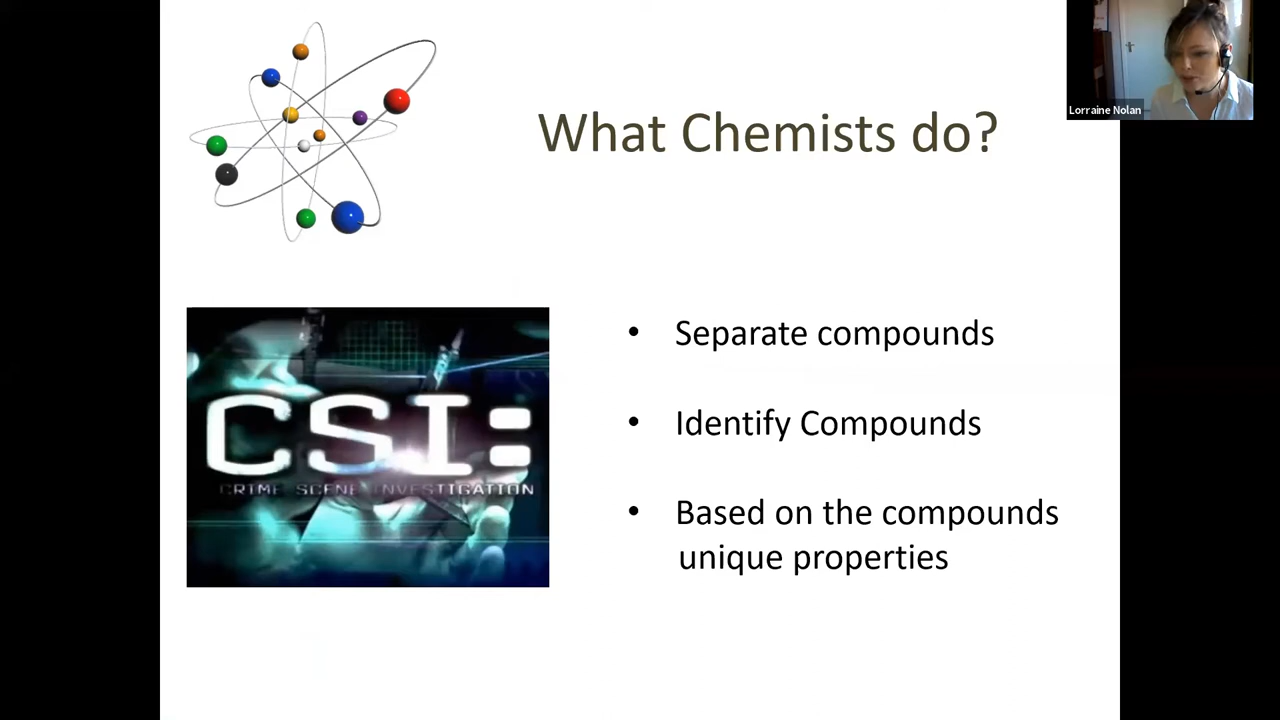 Lorraine Nolan
What Chemists do?
CSI:
CRIME SCENE INVESTIGATION
• Separate compounds
• Identify Compounds
• Based on the compounds
unique properties